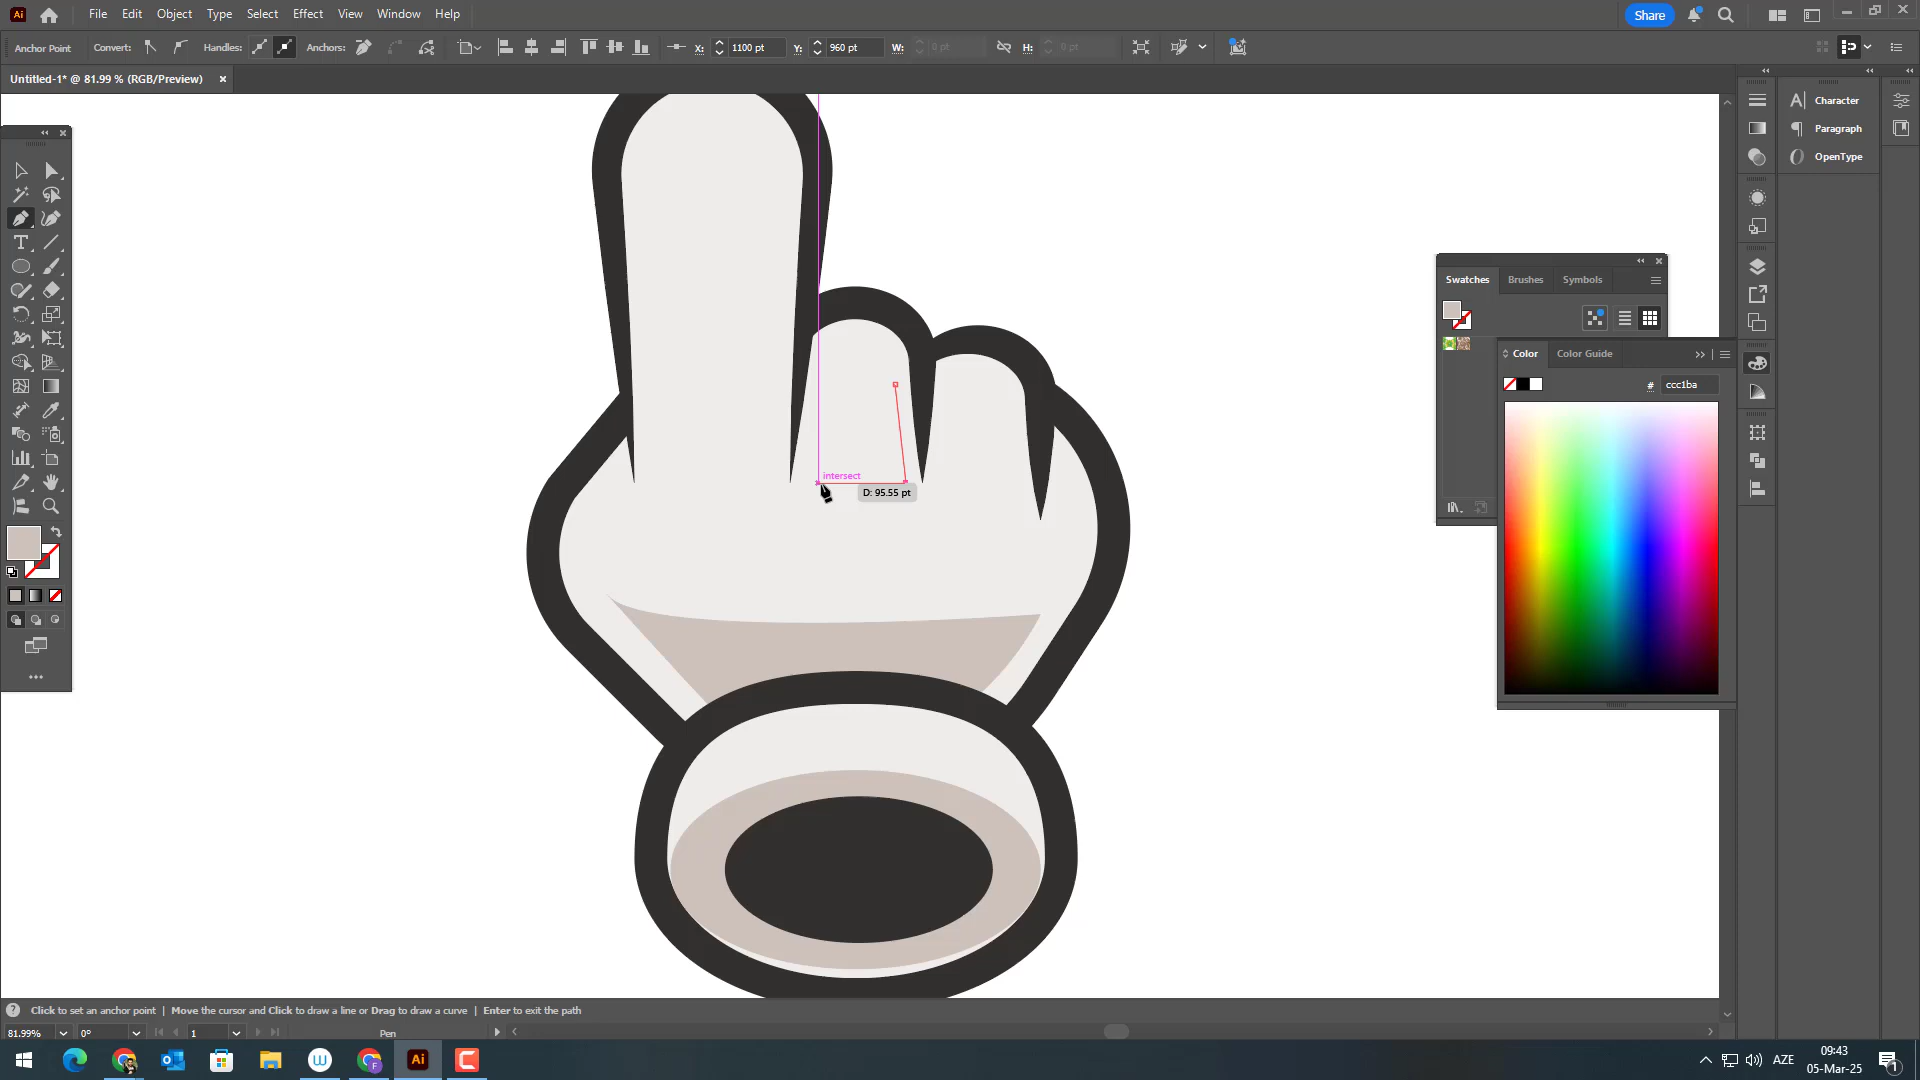 Ai File Edit Object Type Select Effect View Window Help Share
Anchor Point Convert: Handles: Anchors: X: 1100 pt Y: 960 pt W: 0 pt H: 0 pt
Untitled-1* @ 81.99 % (RGB/Preview)
Character
Paragraph
OpenType
Swatches Brushes Symbols
Color Color Guide
# ccc1ba
intersect
D: 95.55 pt
Click to set an anchor point | Move the cursor and Click to draw a line or Drag to draw a curve | Enter to exit the path
81.99% 0° 1 Pen
AZE
09:43
05-Mar-25